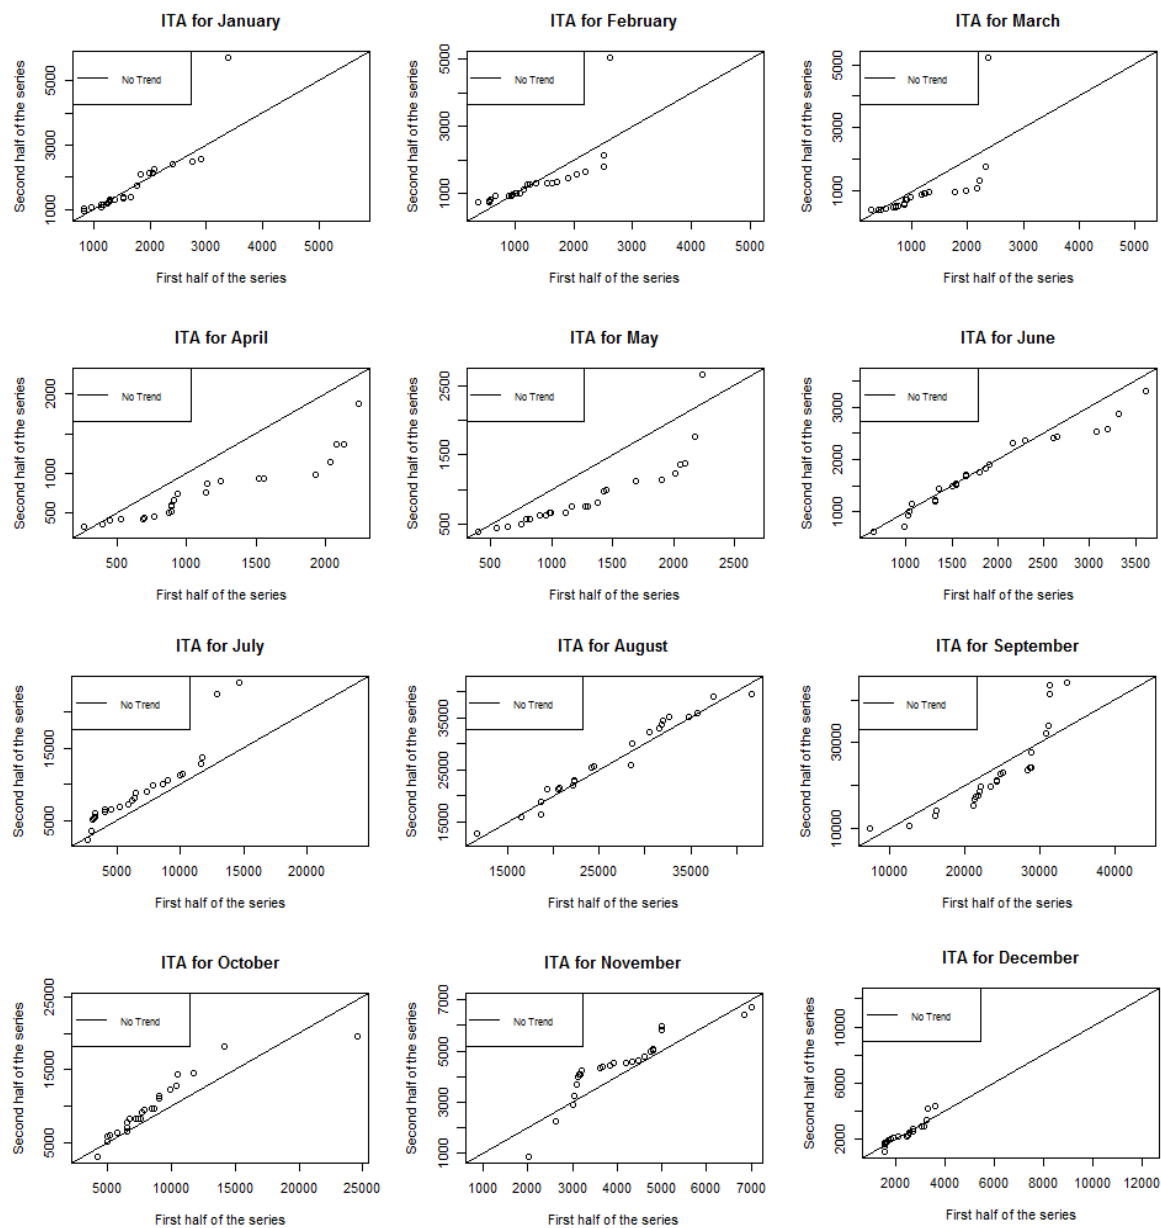 ITA for January
No Trend
Second half of the series
1000 3000 5000
1000 2000 3000 4000 5000
First half of the series
ITA for February
No Trend
Second half of the series
1000 3000 5000
1000 2000 3000 4000 5000
First half of the series
ITA for March
No Trend
Second half of the series
1000 3000 5000
1000 2000 3000 4000 5000
First half of the series
ITA for April
No Trend
Second half of the series
500 1000 2000
500 1000 1500 2000
First half of the series
ITA for May
No Trend
Second half of the series
500 1500 2500
500 1000 1500 2000 2500
First half of the series
ITA for June
No Trend
Second half of the series
1000 2000 3000
1000 1500 2000 2500 3000 3500
First half of the series
ITA for July
No Trend
Second half of the series
5000 15000
5000 10000 15000 20000
First half of the series
ITA for August
No Trend
Second half of the series
15000 25000 35000
15000 25000 35000
First half of the series
ITA for September
No Trend
Second half of the series
10000 30000
10000 20000 30000 40000
First half of the series
ITA for October
No Trend
Second half of the series
5000 15000 25000
5000 10000 15000 20000 25000
First half of the series
ITA for November
No Trend
Second half of the series
1000 3000 5000 7000
1000 2000 3000 4000 5000 6000 7000
First half of the series
ITA for December
No Trend
Second half of the series
2000 6000 10000
2000 4000 6000 8000 10000 12000
First half of the series